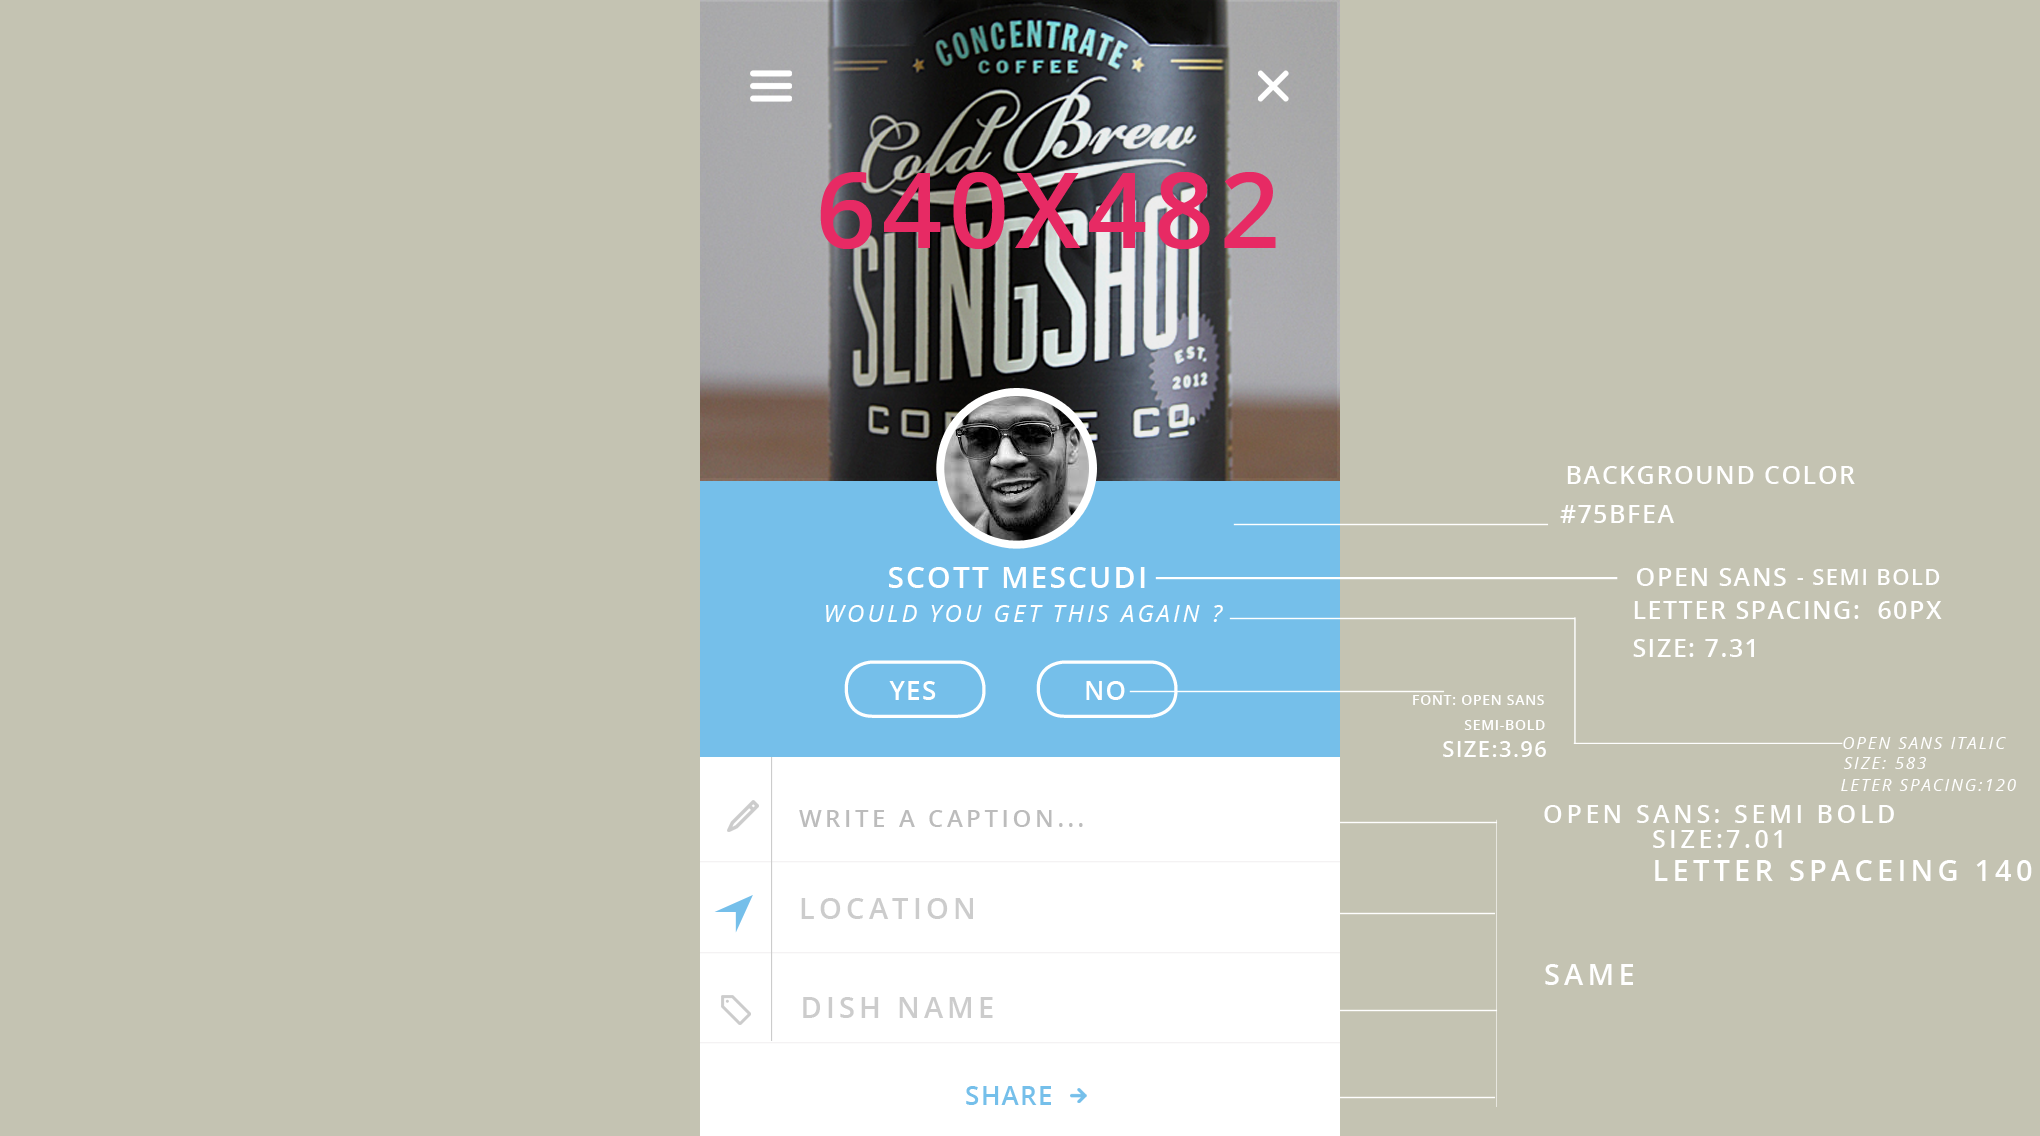 CONCENTRATE
COFFEE
Cold Brew
640X482
SLINGSHOT
EST.
2012
CO E CO.
BACKGROUND COLOR
#75BFEA
SCOTT MESCUDI
OPEN SANS - SEMI BOLD
WOULD YOU GET THIS AGAIN ?
LETTER SPACING: 60PX
SIZE: 7.31
YES
NO
FONT: OPEN SANS
SEMI-BOLD
SIZE:3.96
OPEN SANS ITALIC
SIZE: 583
LETER SPACING:120
WRITE A CAPTION...
OPEN SANS: SEMI BOLD
SIZE:7.01
LETTER SPACEING 140
LOCATION
SAME
DISH NAME
SHARE